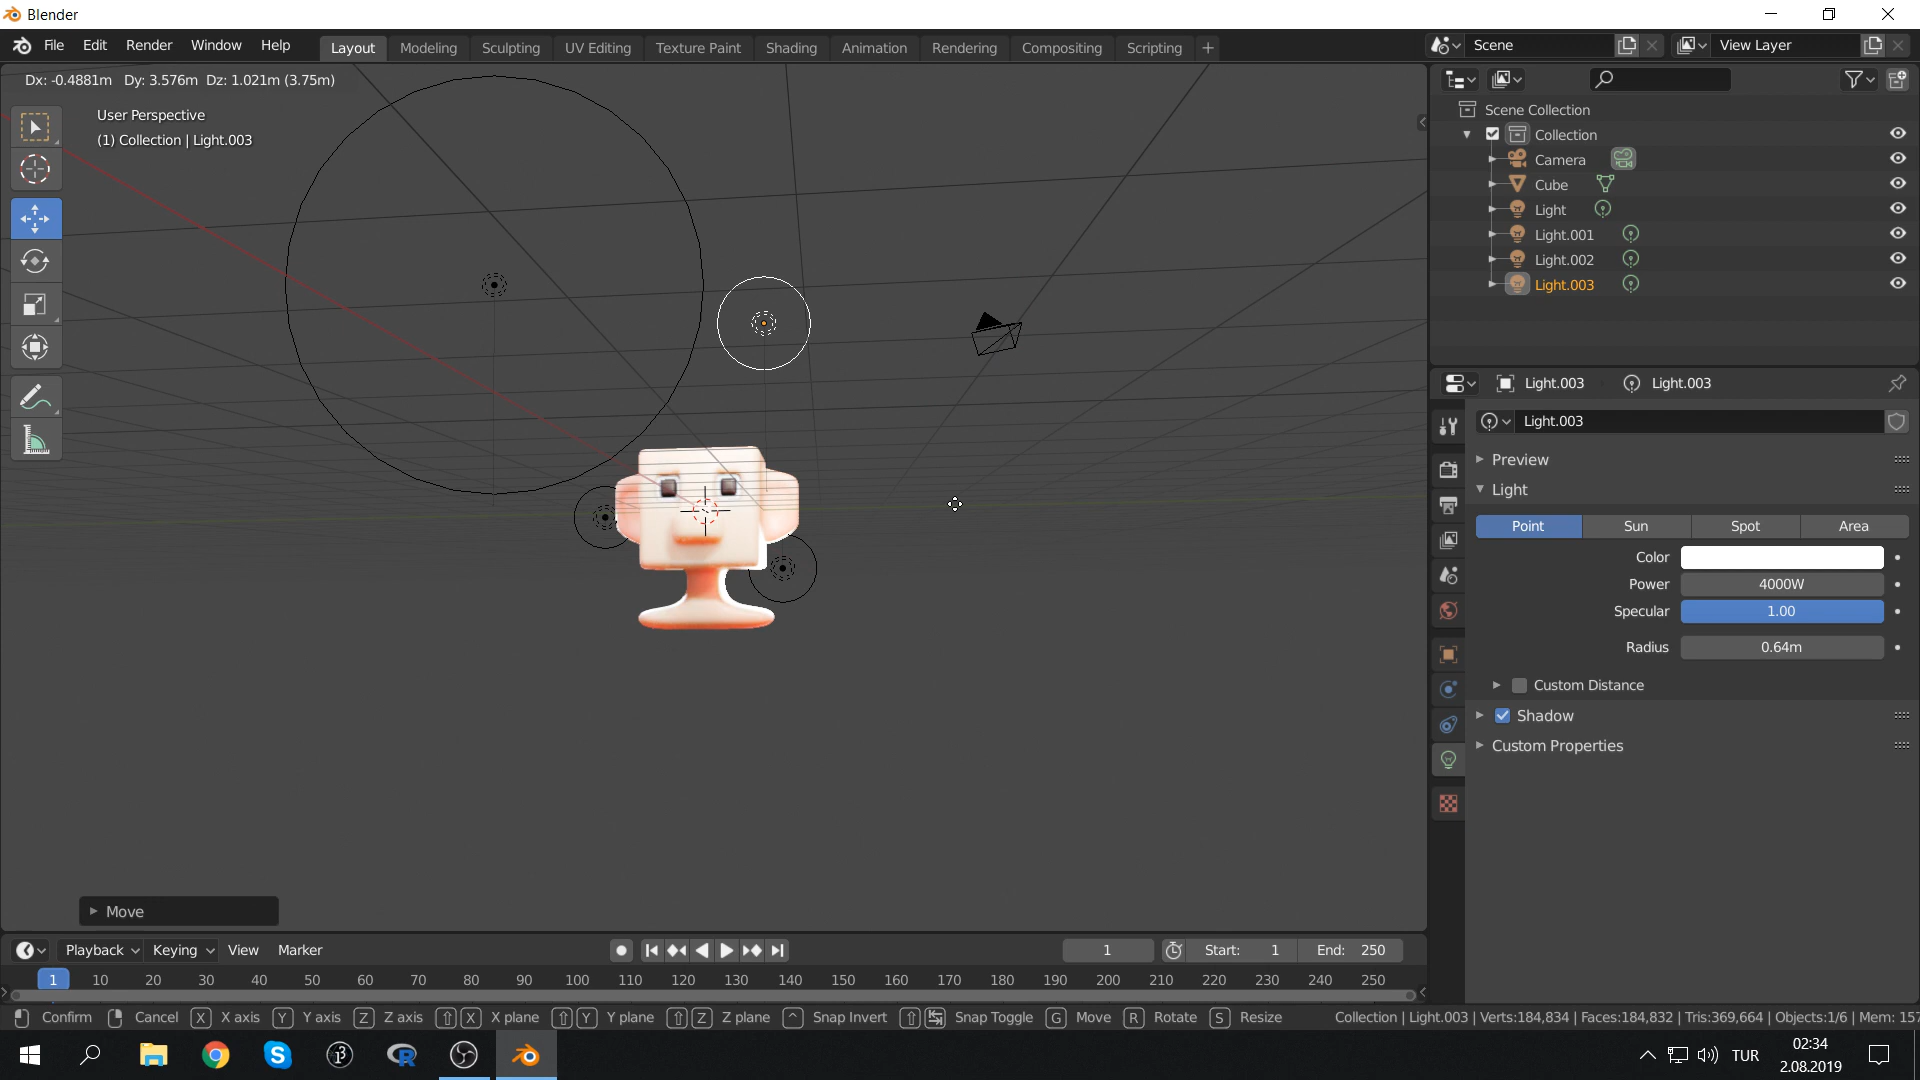 Blender
File Edit Render Window Help
Layout Modeling Sculpting UV Editing Texture Paint Shading Animation Rendering Compositing Scripting +
Scene
View Layer
Dx: -0.4881m Dy: 3.576m Dz: 1.021m (3.75m)
User Perspective
(1) Collection | Light.003
Scene Collection
Collection
Camera
Cube
Light
Light.001
Light.002
Light.003
Light.003 Light.003
Light.003
Preview
Light
Point Sun Spot Area
Color
Power 4000W
Specular 1.00
Radius 0.64m
Custom Distance
Shadow
Custom Properties
Move
Playback Keying View Marker
1
Start: 1
End: 250
1 10 20 30 40 50 60 70 80 90 100 110 120 130 140 150 160 170 180 190 200 210 220 230 240 250
Confirm Cancel X X axis Y Y axis Z Z axis X X plane Y Y plane Z Z plane ^ Snap Invert Snap Toggle G Move R Rotate S Resize
Collection | Light.003 | Verts:184,834 | Faces:184,832 | Tris:369,664 | Objects:1/6 | Mem: 157
TUR
02:34
2.08.2019